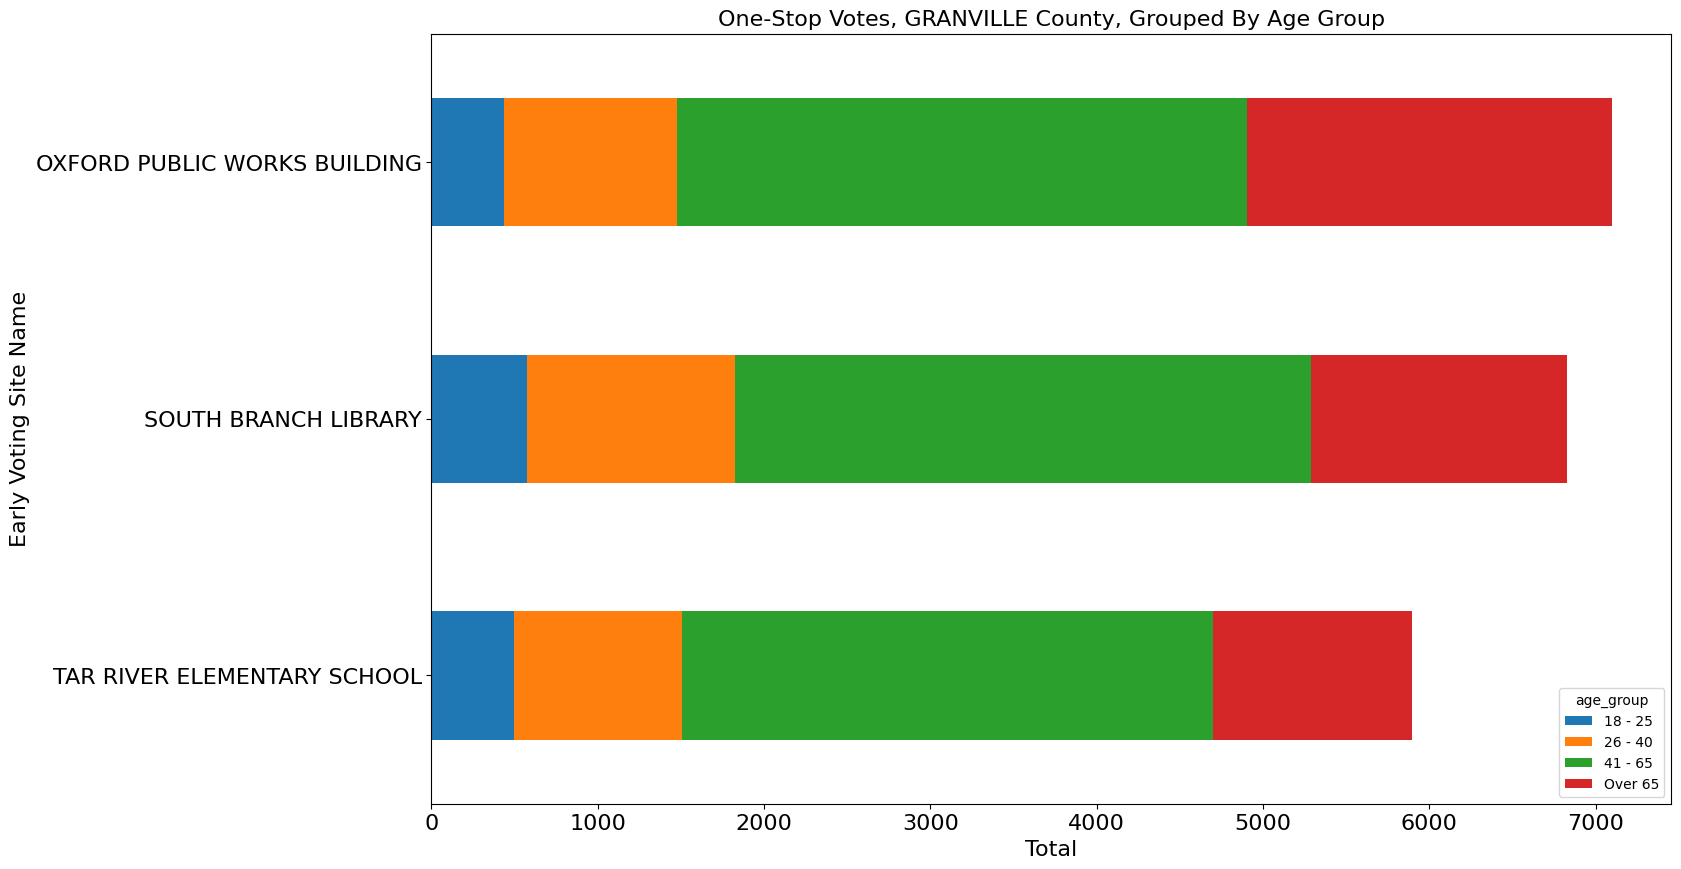 One-Stop Votes, GRANVILLE County, Grouped By Age Group
Early Voting Site Name
OXFORD PUBLIC WORKS BUILDING
SOUTH BRANCH LIBRARY
TAR RIVER ELEMENTARY SCHOOL
age_group
18 - 25
26 - 40
41 - 65
Over 65
0 1000 2000 3000 4000 5000 6000 7000
Total